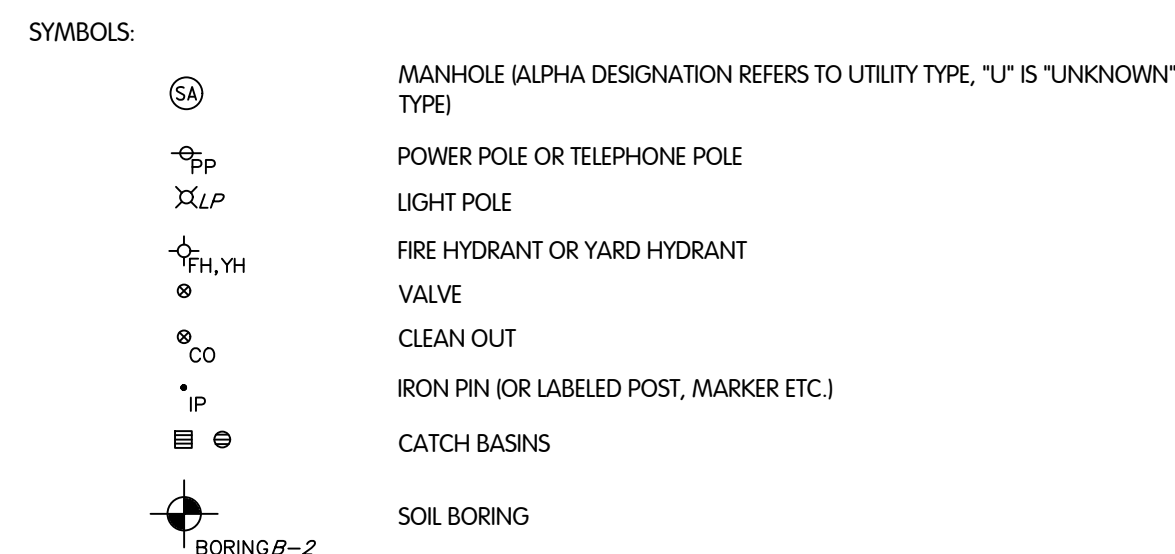 SYMBOLS:
SA
MANHOLE (ALPHA DESIGNATION REFERS TO UTILITY TYPE, "U" IS "UNKNOWN"
TYPE)
PP
POWER POLE OR TELEPHONE POLE
LP
LIGHT POLE
FH,YH
FIRE HYDRANT OR YARD HYDRANT
VALVE
CO
CLEAN OUT
IP
IRON PIN (OR LABELED POST, MARKER ETC.)
CATCH BASINS
SOIL BORING
BORING B-2